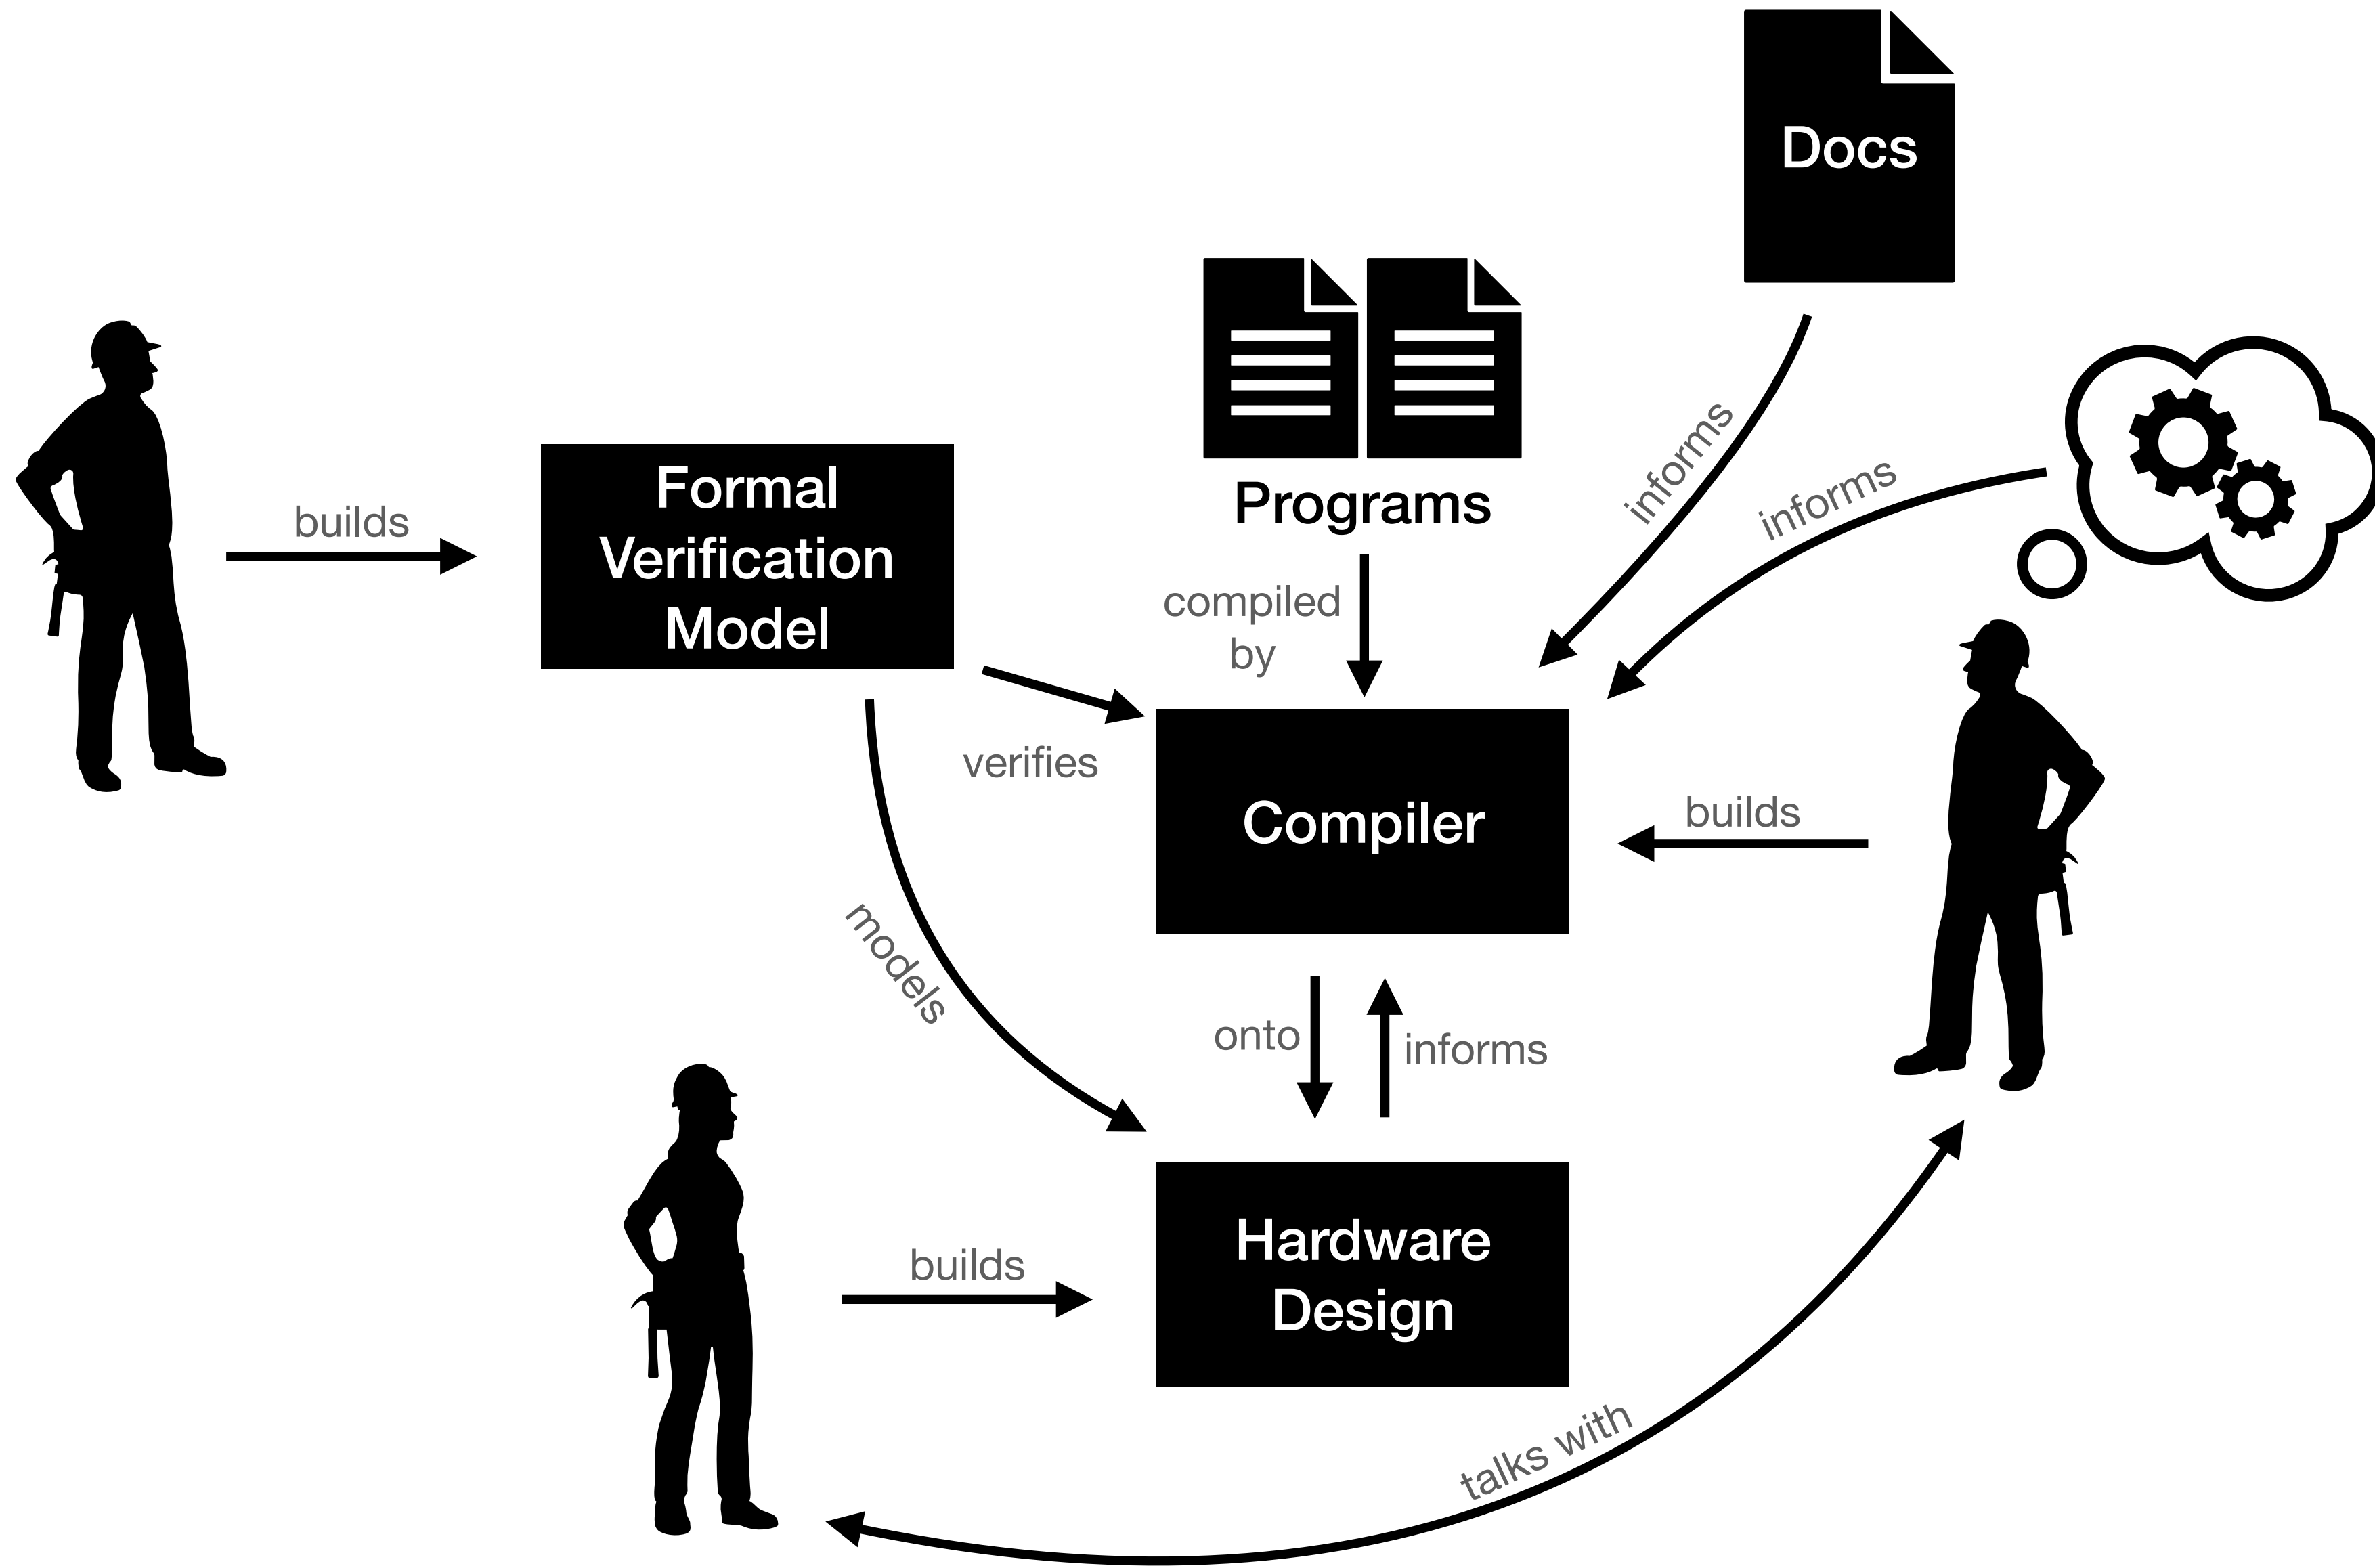 Docs
Programs
informs
informs
Formal
Verification
Model
builds
compiled
by
verifies
Compiler
builds
models
onto
informs
Hardware
Design
builds
talks with